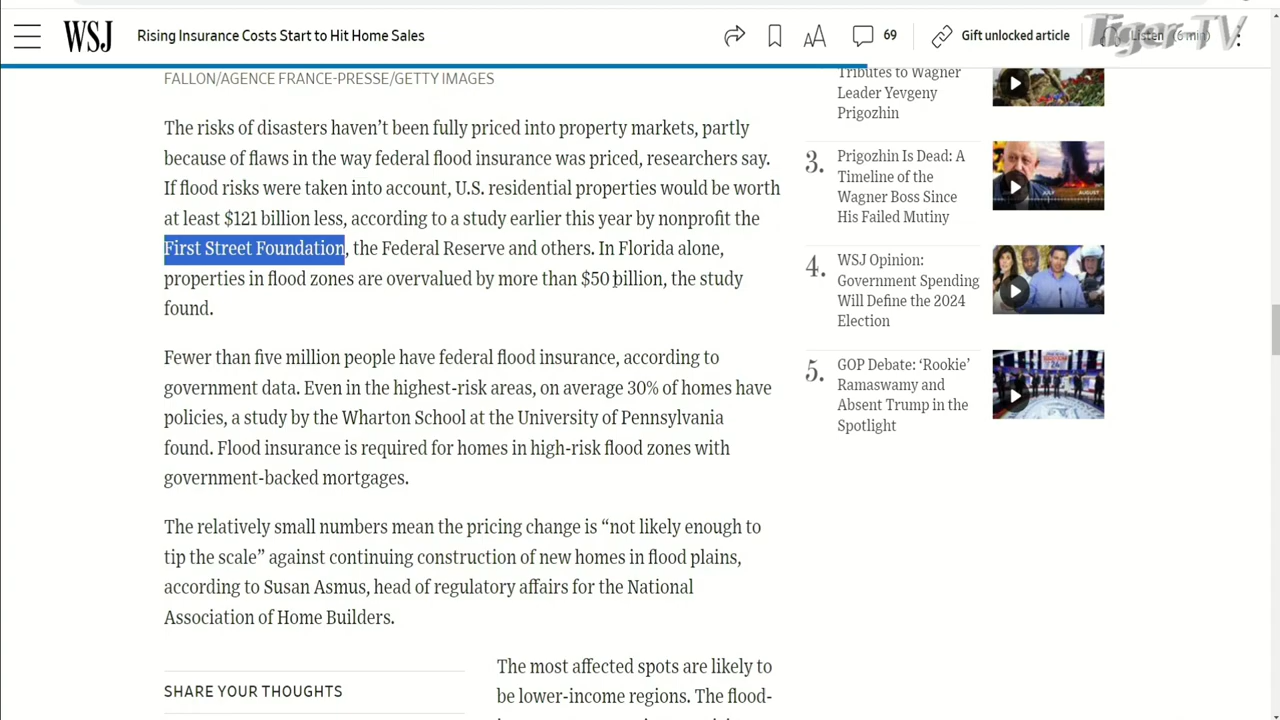 WSJ
Rising Insurance Costs Start to Hit Home Sales
69
Gift unlocked article
Listen (6 min)
Tiger TV
FALLON/AGENCE FRANCE-PRESSE/GETTY IMAGES
The risks of disasters haven’t been fully priced into property markets, partly
because of flaws in the way federal flood insurance was priced, researchers say.
If flood risks were taken into account, U.S. residential properties would be worth
at least $121 billion less, according to a study earlier this year by nonprofit the
First Street Foundation, the Federal Reserve and others. In Florida alone,
properties in flood zones are overvalued by more than $50 billion, the study
found.
Fewer than five million people have federal flood insurance, according to
government data. Even in the highest-risk areas, on average 30% of homes have
policies, a study by the Wharton School at the University of Pennsylvania
found. Flood insurance is required for homes in high-risk flood zones with
government-backed mortgages.
The relatively small numbers mean the pricing change is “not likely enough to
tip the scale” against continuing construction of new homes in flood plains,
according to Susan Asmus, head of regulatory affairs for the National
Association of Home Builders.
SHARE YOUR THOUGHTS
The most affected spots are likely to
be lower-income regions. The flood-
Tributes to Wagner
Leader Yevgeny
Prigozhin
3.
Prigozhin Is Dead: A
Timeline of the
Wagner Boss Since
His Failed Mutiny
JULY
AUGUST
4.
WSJ Opinion:
Government Spending
Will Define the 2024
Election
5.
GOP Debate: ‘Rookie’
Ramaswamy and
Absent Trump in the
Spotlight